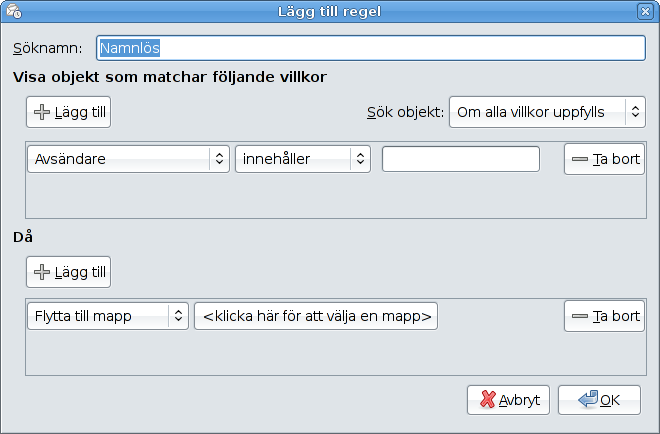 Lägg till regel
Söknamn: Namnlös
Visa objekt som matchar följande villkor
Lägg till Sök objekt: Om alla villkor uppfylls
Avsändare innehåller Ta bort
Då
Lägg till
Flytta till mapp <klicka här för att välja en mapp> Ta bort
Avbryt OK